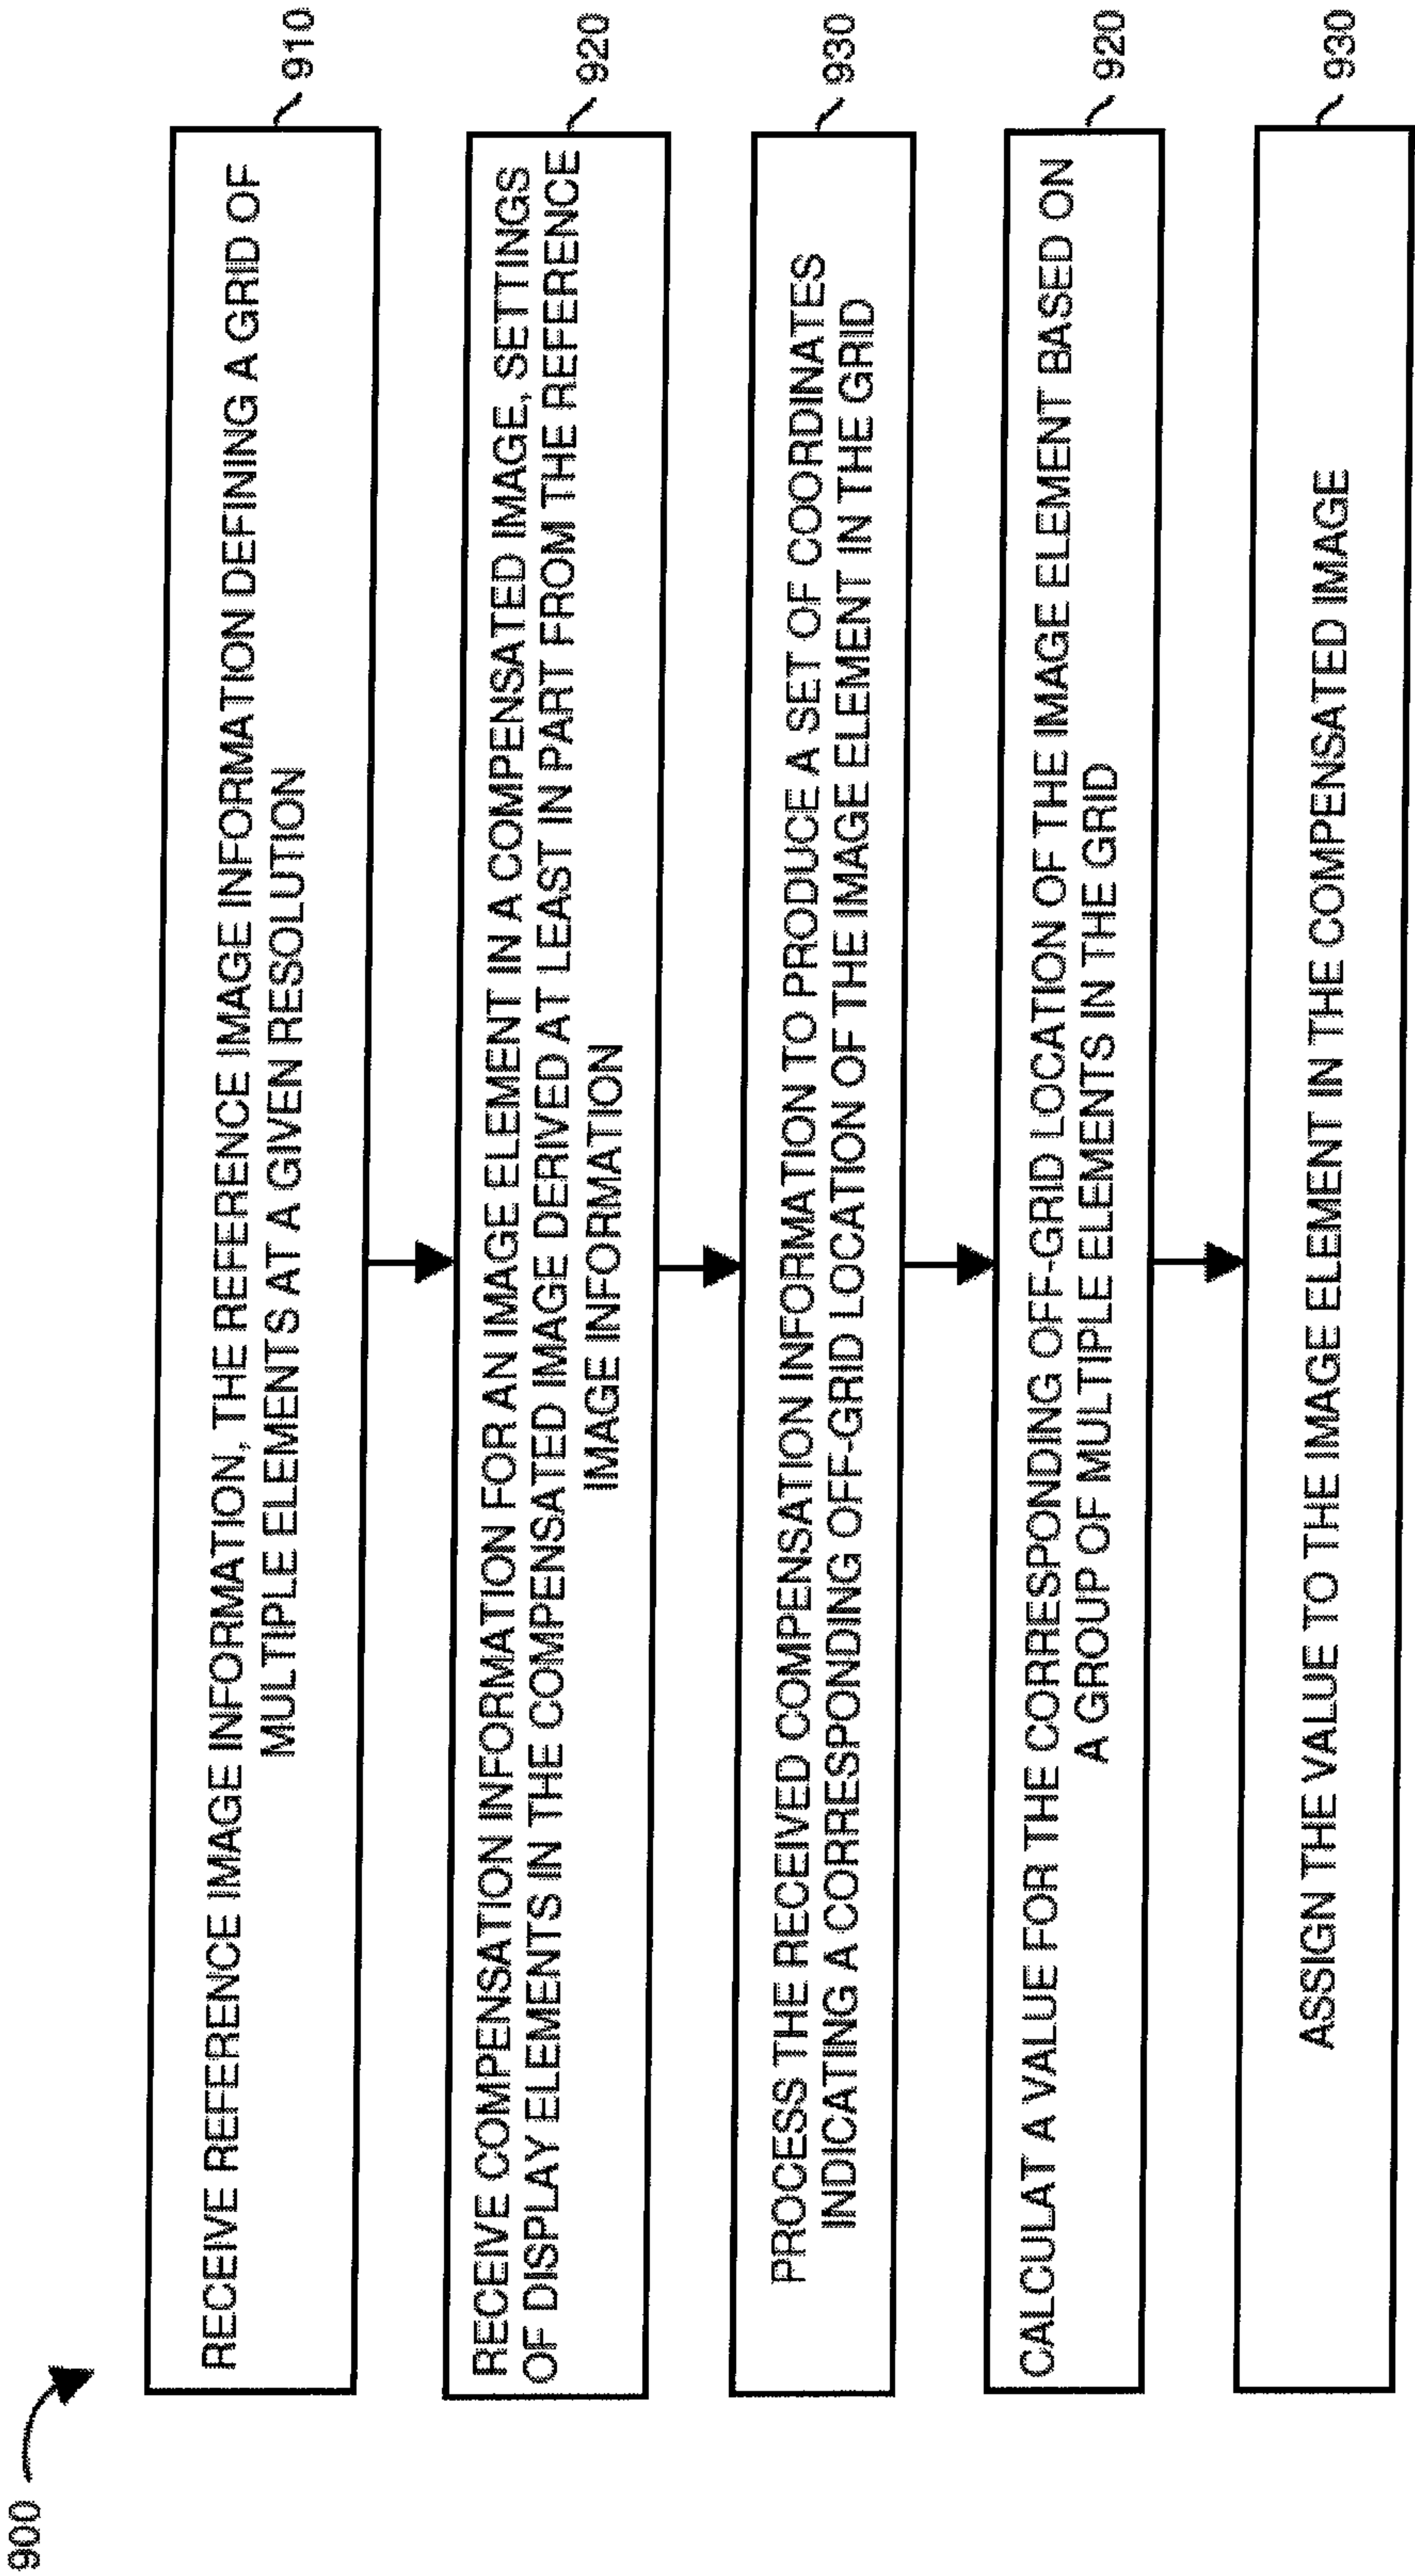 900
RECEIVE REFERENCE IMAGE INFORMATION, THE REFERENCE IMAGE INFORMATION DEFINING A GRID OF
MULTIPLE ELEMENTS AT A GIVEN RESOLUTION
910
RECEIVE COMPENSATION INFORMATION FOR AN IMAGE ELEMENT IN A COMPENSATED IMAGE, SETTINGS
OF DISPLAY ELEMENTS IN THE COMPENSATED IMAGE DERIVED AT LEAST IN PART FROM THE REFERENCE
IMAGE INFORMATION
920
PROCESS THE RECEIVED COMPENSATION INFORMATION TO PRODUCE A SET OF COORDINATES
INDICATING A CORRESPONDING OFF-GRID LOCATION OF THE IMAGE ELEMENT IN THE GRID
930
CALCULAT A VALUE FOR THE CORRESPONDING OFF-GRID LOCATION OF THE IMAGE ELEMENT BASED ON
A GROUP OF MULTIPLE ELEMENTS IN THE GRID
920
ASSIGN THE VALUE TO THE IMAGE ELEMENT IN THE COMPENSATED IMAGE
930